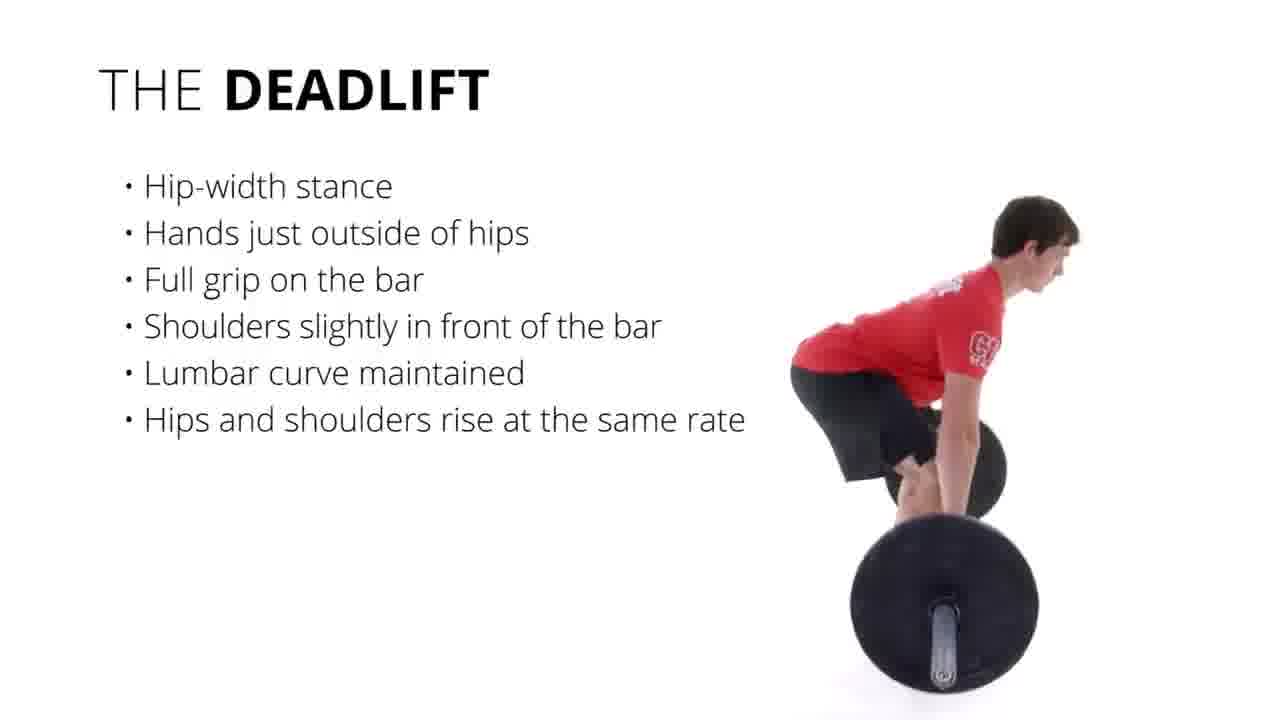 THE DEADLIFT
• Hip-width stance
• Hands just outside of hips
• Full grip on the bar
• Shoulders slightly in front of the bar
• Lumbar curve maintained
• Hips and shoulders rise at the same rate